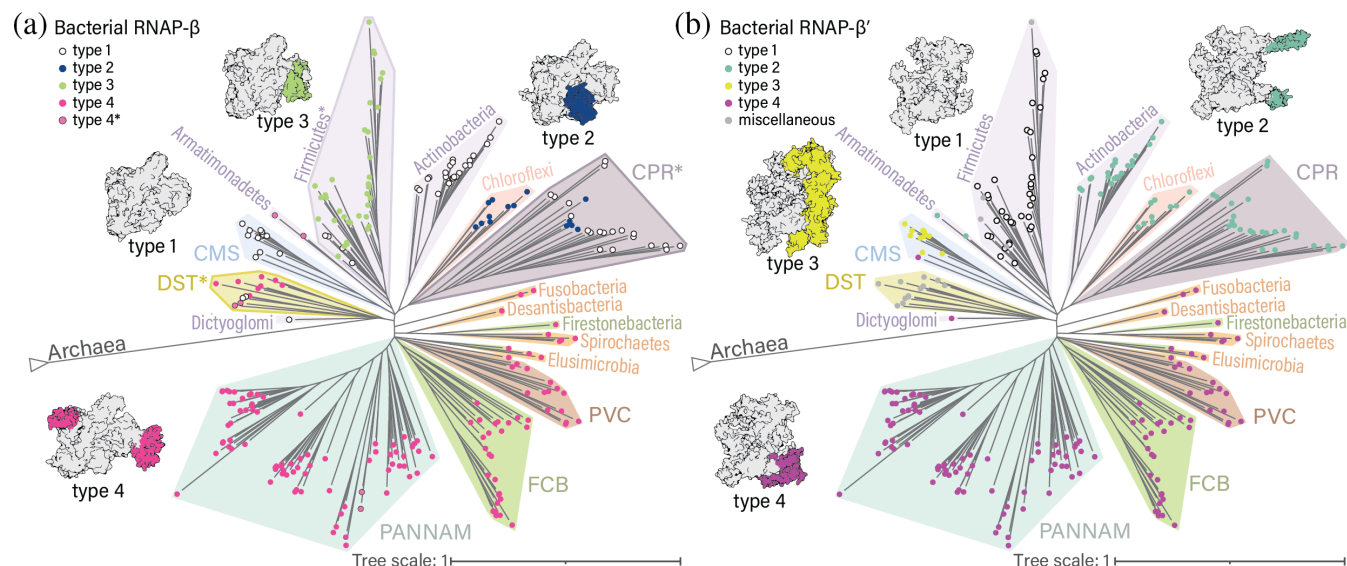 (a) Bacterial RNAP-β
type 1
type 2
type 3
type 4
type 4*
type 3
type 2
type 1
type 4
Armatimonadetes
Firmicutes*
Actinobacteria
Chloroflexi
CPR*
CMS
DST*
Dictyoglomi
Archaea
Fusobacteria
Desantisbacteria
Firestonebacteria
Spirochaetes
Elusimicrobia
PVC
FCB
PANNAM
Tree scale: 1
(b) Bacterial RNAP-β′
type 1
type 2
type 3
type 4
miscellaneous
type 1
type 2
type 3
type 4
Armatimonadetes
Firmicutes
Actinobacteria
Chloroflexi
CPR
CMS
DST
Dictyoglomi
Archaea
Fusobacteria
Desantisbacteria
Firestonebacteria
Spirochaetes
Elusimicrobia
PVC
FCB
PANNAM
Tree scale: 1